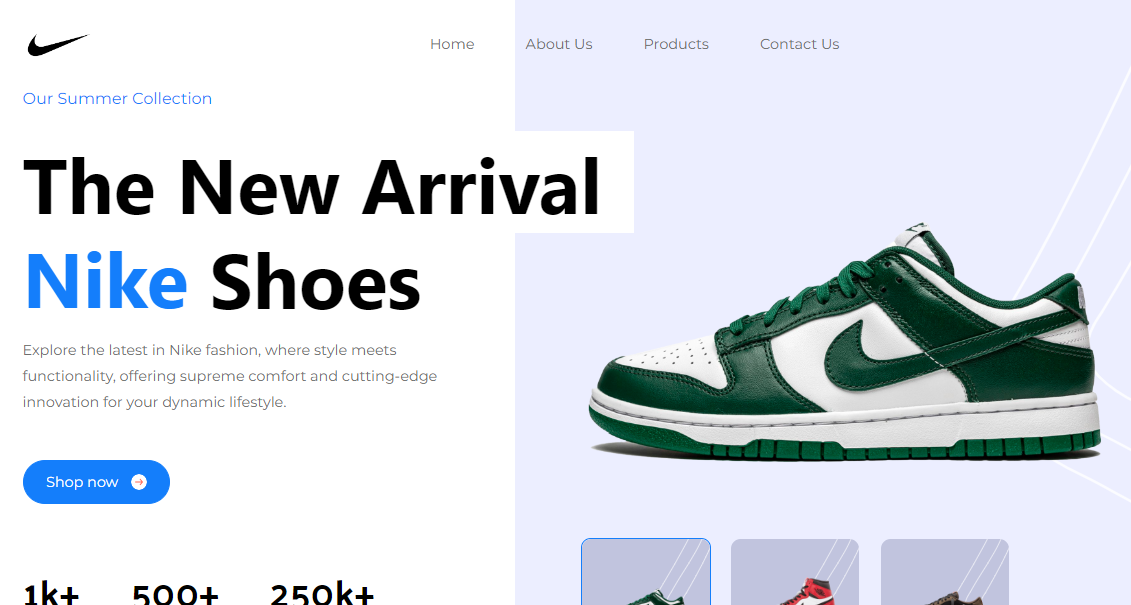 Home About Us Products Contact Us
Our Summer Collection
The New Arrival
Nike Shoes
Explore the latest in Nike fashion, where style meets
functionality, offering supreme comfort and cutting-edge
innovation for your dynamic lifestyle.
Shop now
1k+ 500+ 250k+